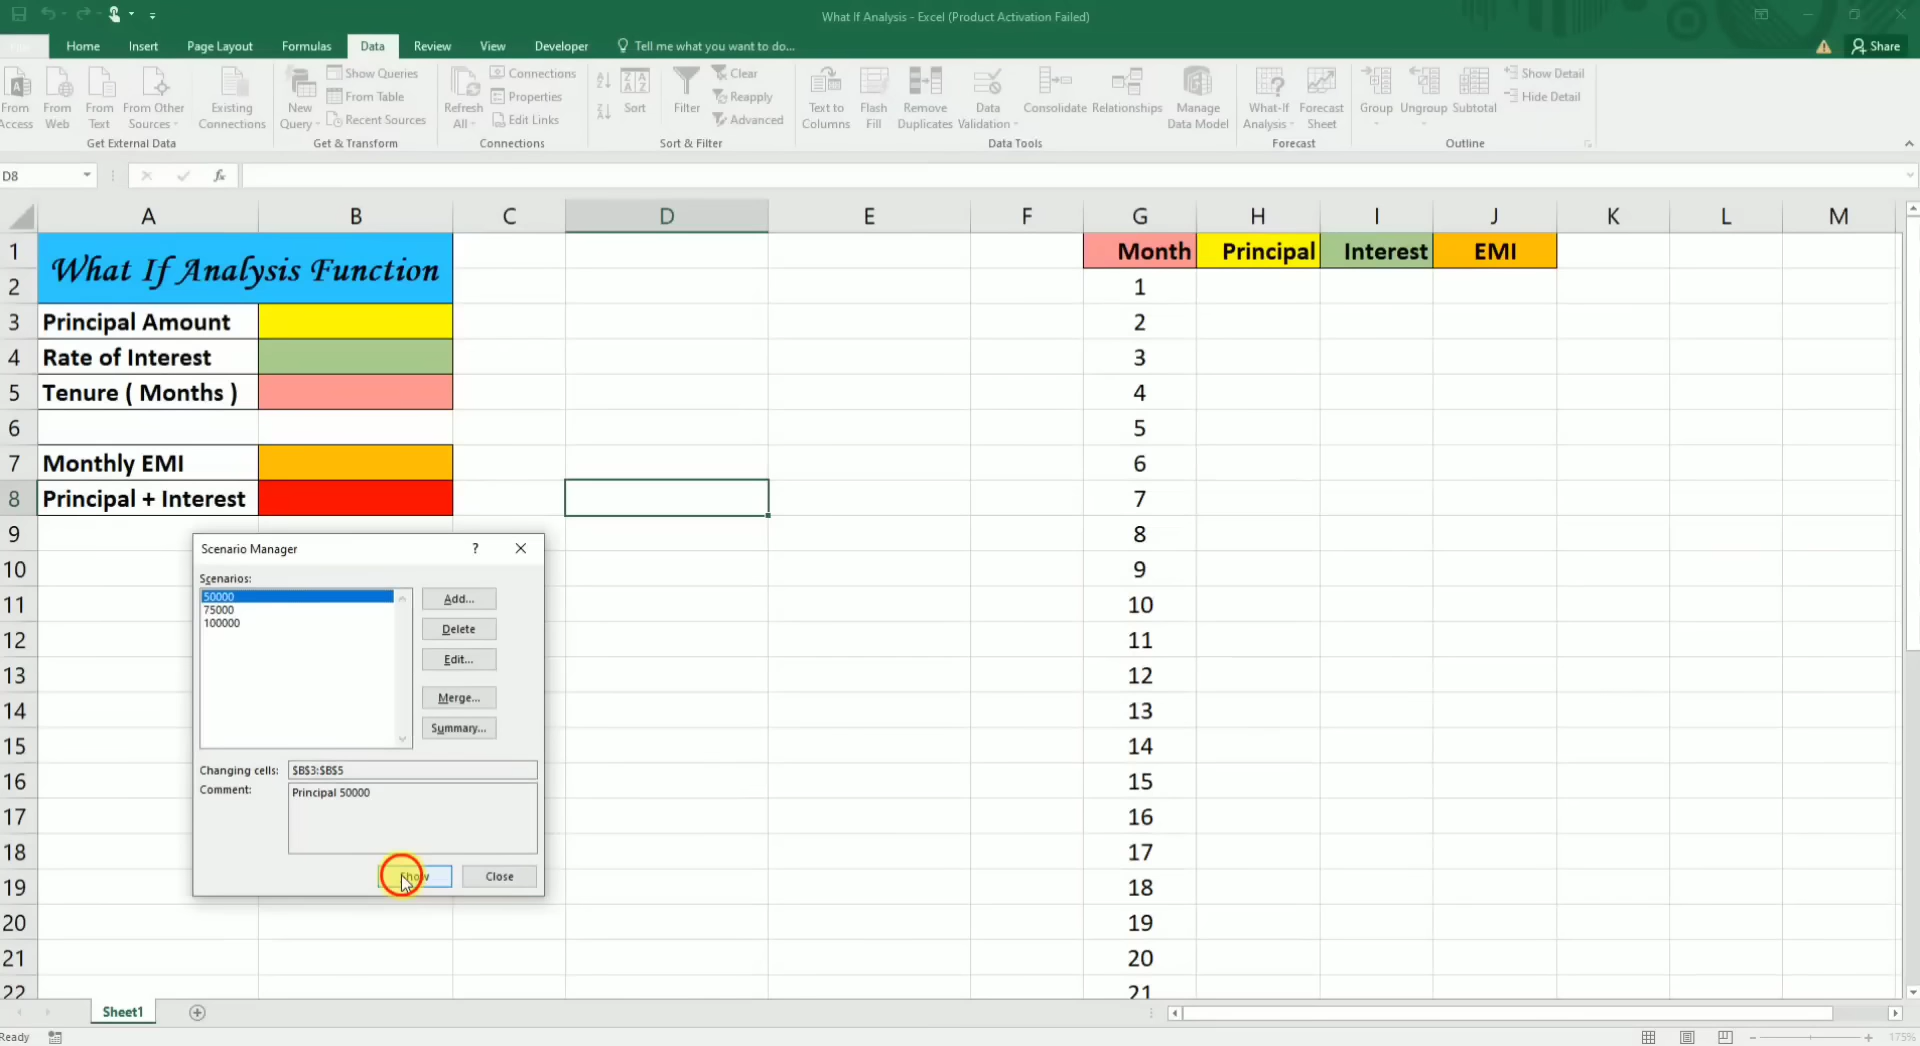 What If Analysis - Excel (Product Activation Failed)
Home Insert Page Layout Formulas Data Review View Developer Tell me what you want to do... Share
From Access
From Web
From Text
From Other Sources
Existing Connections
Get External Data
New Query
Show Queries
From Table
Recent Sources
Get & Transform
Refresh All
Connections
Properties
Edit Links
Connections
Sort
Filter
Clear
Reapply
Advanced
Sort & Filter
Text to Columns
Flash Fill
Remove Duplicates
Data Validation
Consolidate
Relationships
Manage Data Model
Data Tools
What-If Analysis
Forecast Sheet
Forecast
Group
Ungroup
Subtotal
Show Detail
Hide Detail
Outline
D8 fx
A B C D E F G H I J K L M
1 What If Analysis Function Month Principal Interest EMI
2 1
3 Principal Amount 2
4 Rate of Interest 3
5 Tenure ( Months ) 4
6 5
7 Monthly EMI 6
8 Principal + Interest 7
9 8
10 9
11 10
12 11
13 12
14 13
15 14
16 15
17 16
18 17
19 18
20 19
21 20
22 21
Scenario Manager ?
Scenarios:
50000
75000
100000
Add...
Delete
Edit...
Merge...
Summary...
Changing cells: $B$3:$B$5
Comment: Principal 50000
Show Close
Sheet1
Ready 175%